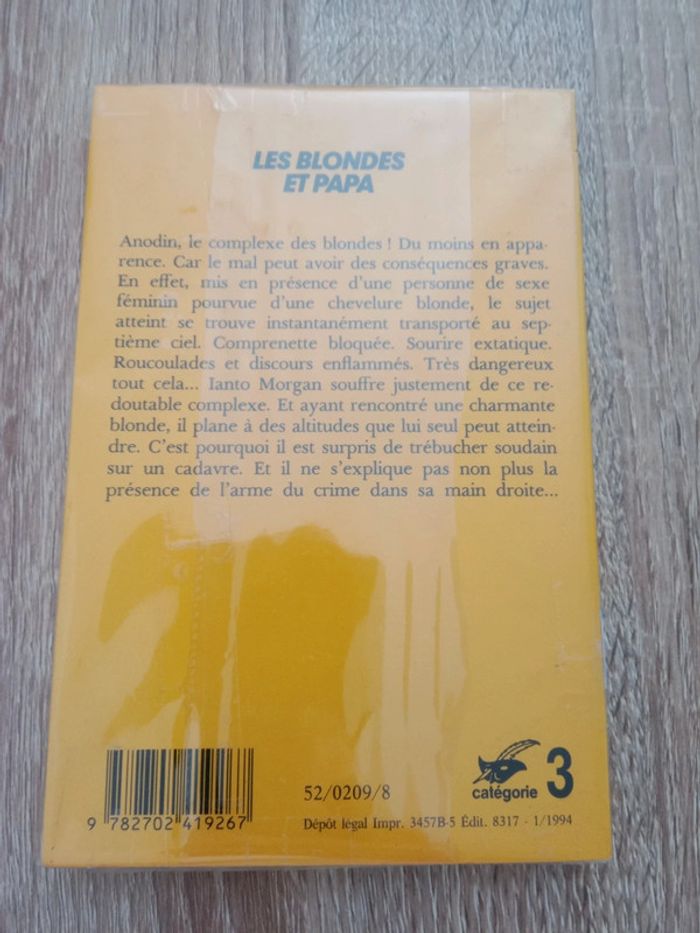 LES BLONDES
ET PAPA
Anodin, le complexe des blondes ! Du moins en appa-
rence. Car le mal peut avoir des conséquences graves.
En effet, mis en présence d'une personne de sexe
féminin pourvue d'une chevelure blonde, le sujet
atteint se trouve instantanément transporté au sep-
tième ciel. Comprenette bloquée. Sourire extatique.
Roucoulades et discours enflammés. Très dangereux
tout cela... Ianto Morgan souffre justement de ce re-
doutable complexe. Et ayant rencontré une charmante
blonde, il plane à des altitudes que lui seul peut attein-
dre. C'est pourquoi il est surpris de trébucher soudain
sur un cadavre. Et il ne s'explique pas non plus la
présence de l'arme du crime dans sa main droite...
52/0209/8
catégorie 3
9 782702 419267
Dépôt légal Impr. 3457B-5 Édit. 8317 - 1/1994